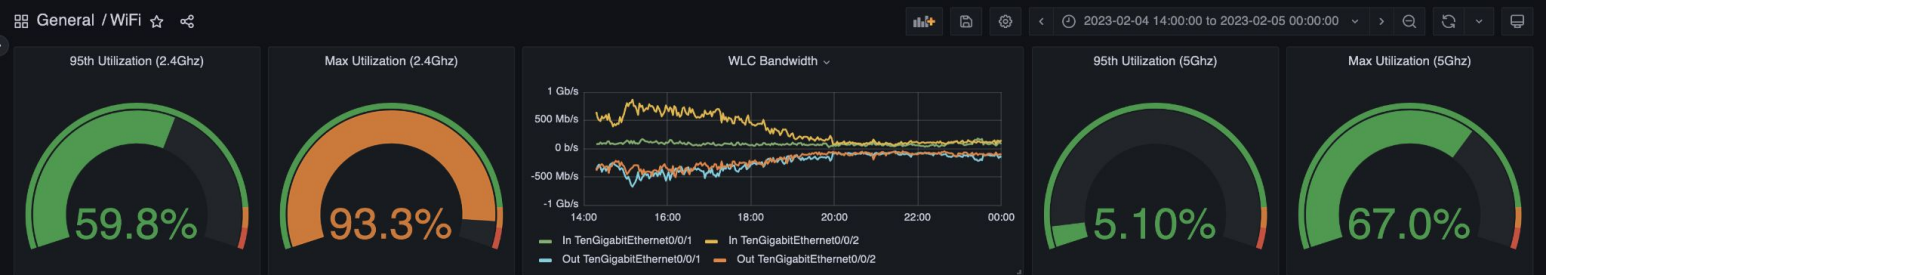 General / WiFi
2023-02-04 14:00:00 to 2023-02-05 00:00:00
95th Utilization (2.4Ghz)
59.8%
Max Utilization (2.4Ghz)
93.3%
WLC Bandwidth
1 Gb/s
500 Mb/s
0 b/s
-500 Mb/s
-1 Gb/s
14:00 16:00 18:00 20:00 22:00 00:00
In TenGigabitEthernet0/0/1 In TenGigabitEthernet0/0/2
Out TenGigabitEthernet0/0/1 Out TenGigabitEthernet0/0/2
95th Utilization (5Ghz)
5.10%
Max Utilization (5Ghz)
67.0%